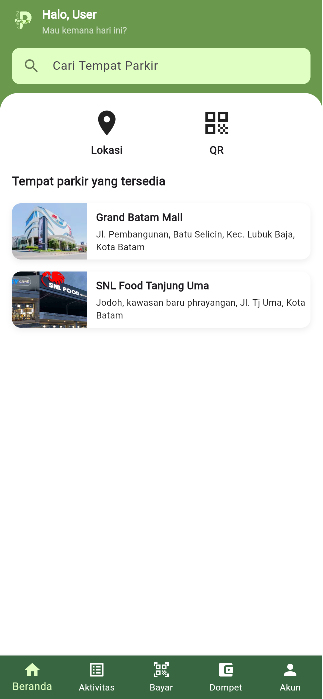 Halo, User
Mau kemana hari ini?
Cari Tempat Parkir
Lokasi
QR
Tempat parkir yang tersedia
Grand Batam Mall
Jl. Pembangunan, Batu Selicin, Kec. Lubuk Baja,
Kota Batam
SNL FOOD
SNL Food Tanjung Uma
Jodoh, kawasan baru phrayangan, Jl. Tj Uma, Kota
Batam
Beranda
Aktivitas
Bayar
Dompet
Akun